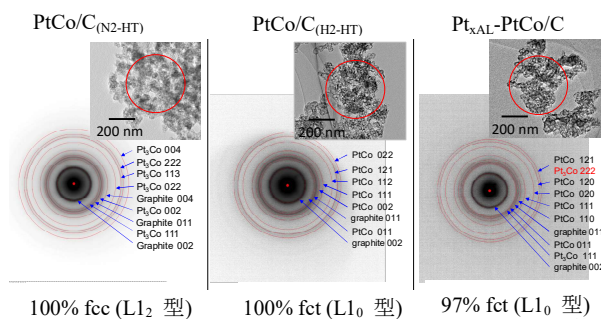 PtCo/C(N2-HT)
200 nm
Pt₃Co 004
Pt₃Co 222
Pt₃Co 113
Pt₃Co 022
Graphite 004
Pt₃Co 002
Graphite 011
Pt₃Co 111
Graphite 002
100% fcc (L1₂ 型)
PtCo/C(H2-HT)
200 nm
PtCo 022
PtCo 121
PtCo 112
PtCo 111
PtCo 002
graphite 011
PtCo 011
graphite 002
100% fct (L1₀ 型)
PtxAL-PtCo/C
200 nm
PtCo 121
Pt₃Co 222
PtCo 120
PtCo 020
PtCo 111
PtCo 110
graphite 011
PtCo 011
Pt₃Co 111
graphite 002
97% fct (L1₀ 型)